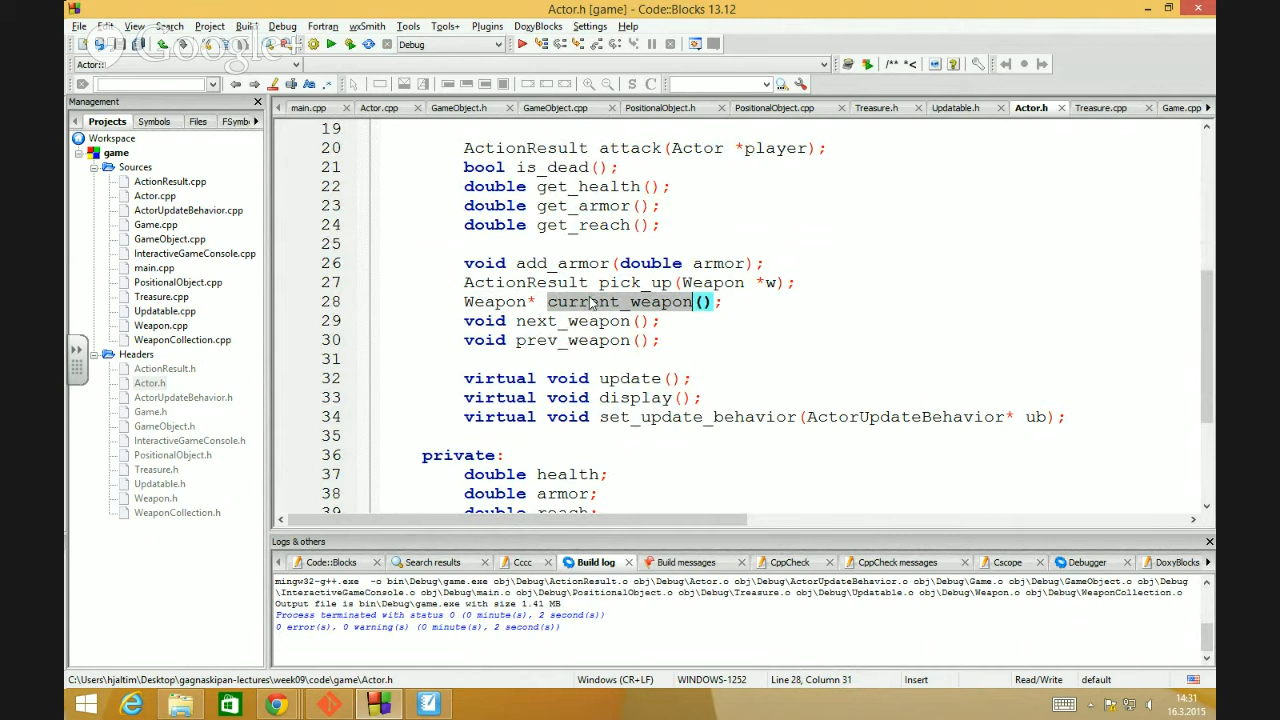 Actor.h [game] - Code::Blocks 13.12
File Edit View Search Project Build Debug Fortran wxSmith Tools Tools+ Plugins DoxyBlocks Settings Help
Google+
Debug
Actor::
/** *<
Aa
S C
Management
Projects Symbols Files FSymb
Workspace
game
Sources
ActionResult.cpp
Actor.cpp
ActorUpdateBehavior.cpp
Game.cpp
GameObject.cpp
InteractiveGameConsole.cpp
main.cpp
PositionalObject.cpp
Treasure.cpp
Updatable.cpp
Weapon.cpp
WeaponCollection.cpp
Headers
ActionResult.h
Actor.h
ActorUpdateBehavior.h
Game.h
GameObject.h
InteractiveGameConsole.h
PositionalObject.h
Treasure.h
Updatable.h
Weapon.h
WeaponCollection.h
main.cpp Actor.cpp GameObject.h GameObject.cpp PositionalObject.h PositionalObject.cpp Treasure.h Updatable.h Actor.h Treasure.cpp Game.cpp
19
20 ActionResult attack(Actor *player);
21 bool is_dead();
22 double get_health();
23 double get_armor();
24 double get_reach();
25
26 void add_armor(double armor);
27 ActionResult pick_up(Weapon *w);
28 Weapon* current_weapon();
29 void next_weapon();
30 void prev_weapon();
31
32 virtual void update();
33 virtual void display();
34 virtual void set_update_behavior(ActorUpdateBehavior* ub);
35
36 private:
37 double health;
38 double armor;
39 double reach;
Logs & others
Code::Blocks Search results Cccc Build log Build messages CppCheck CppCheck messages Cscope Debugger DoxyBlocks
mingw32-g++.exe -o bin\Debug\game.exe obj\Debug\ActionResult.o obj\Debug\Actor.o obj\Debug\ActorUpdateBehavior.o obj\Debug\Game.o obj\Debug\GameObject.o obj\Debug
\InteractiveGameConsole.o obj\Debug\main.o obj\Debug\PositionalObject.o obj\Debug\Treasure.o obj\Debug\Updatable.o obj\Debug\Weapon.o obj\Debug\WeaponCollection.o
Output file is bin\Debug\game.exe with size 1.41 MB
Process terminated with status 0 (0 minute(s), 2 second(s))
0 error(s), 0 warning(s) (0 minute(s), 2 second(s))
C:\Users\hjaltim\Desktop\gagnaskipan-lectures\week09\code\game\Actor.h Windows (CR+LF) WINDOWS-1252 Line 28, Column 31 Insert Read/Write default
14:31
16.3.2015